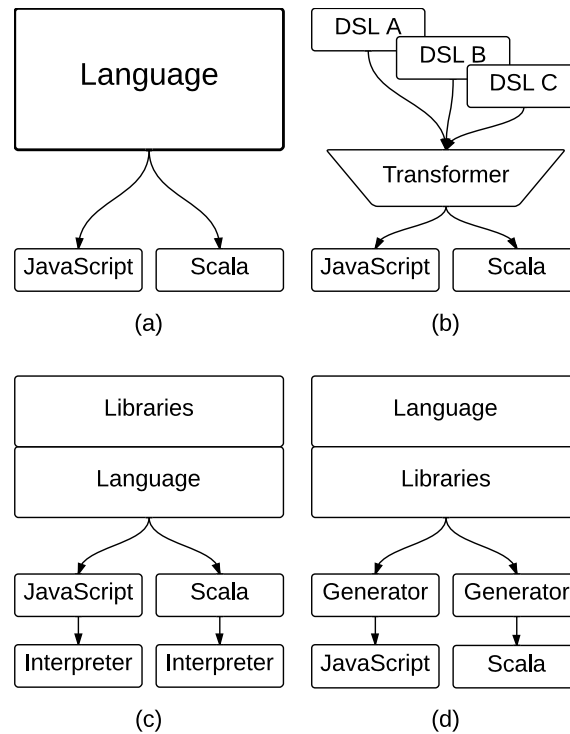 Language
JavaScript
Scala
(a)
DSL A
DSL B
DSL C
Transformer
JavaScript
Scala
(b)
Libraries
Language
JavaScript
Scala
Interpreter
Interpreter
(c)
Language
Libraries
Generator
Generator
JavaScript
Scala
(d)